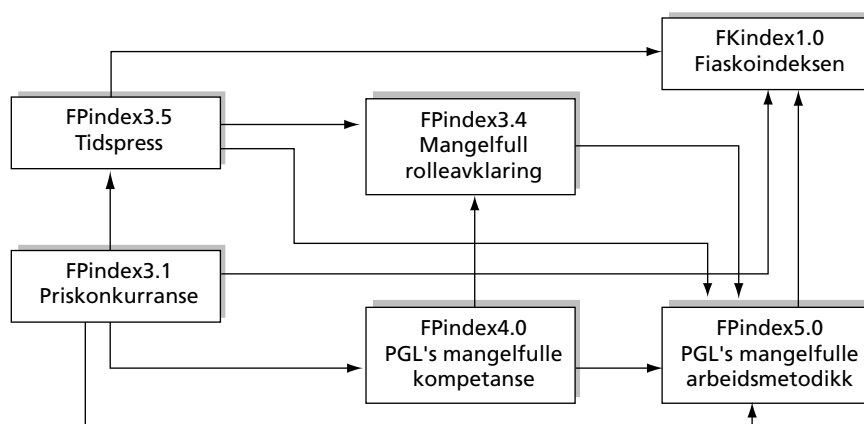 FKindex1.0
Fiaskoindeksen
FPindex3.5
Tidspress
FPindex3.4
Mangelfull
rolleavklaring
FPindex3.1
Priskonkurranse
FPindex4.0
PGL's mangelfulle
kompetanse
FPindex5.0
PGL's mangelfulle
arbeidsmetodikk